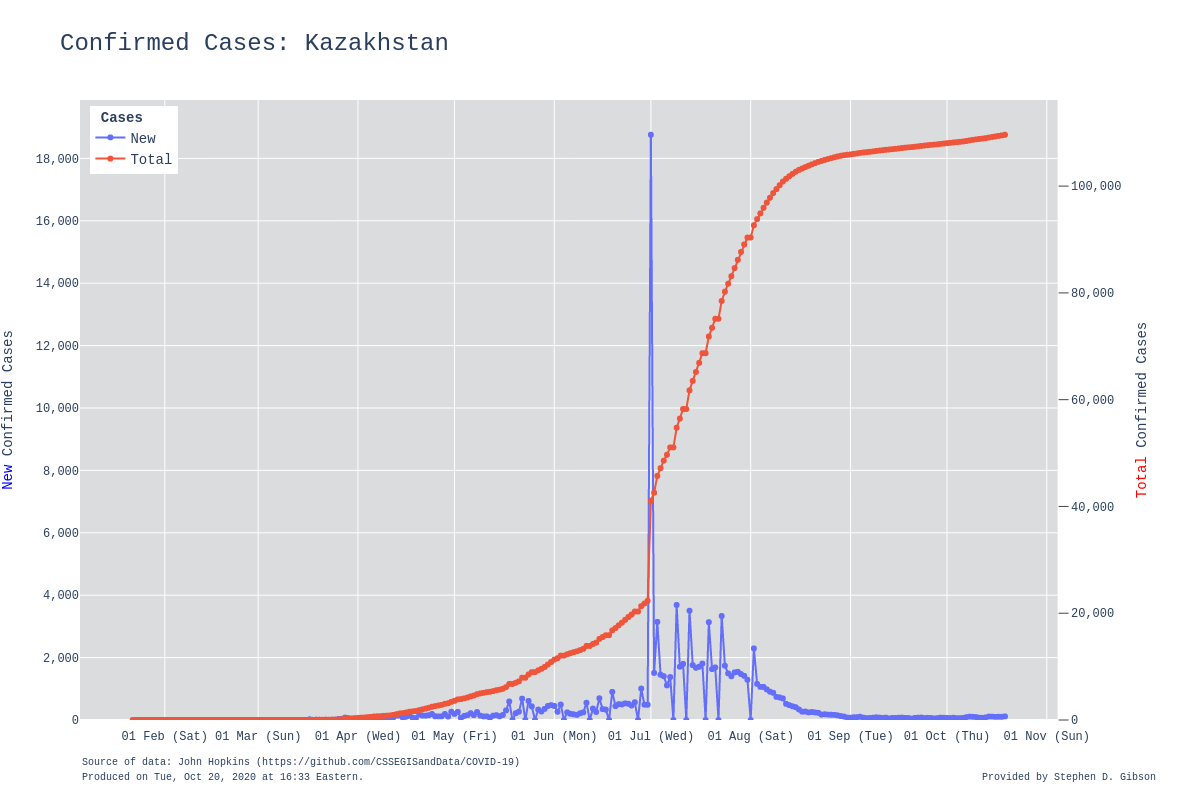 Confirmed Cases: Kazakhstan
Cases
New
Total
18,000
16,000
14,000
12,000
10,000
8,000
6,000
4,000
2,000
0
New Confirmed Cases
100,000
80,000
60,000
40,000
20,000
0
Total Confirmed Cases
01 Feb (Sat) 01 Mar (Sun) 01 Apr (Wed) 01 May (Fri) 01 Jun (Mon) 01 Jul (Wed) 01 Aug (Sat) 01 Sep (Tue) 01 Oct (Thu) 01 Nov (Sun)
Source of data: John Hopkins (https://github.com/CSSEGISandData/COVID-19)
Produced on Tue, Oct 20, 2020 at 16:33 Eastern.
Provided by Stephen D. Gibson